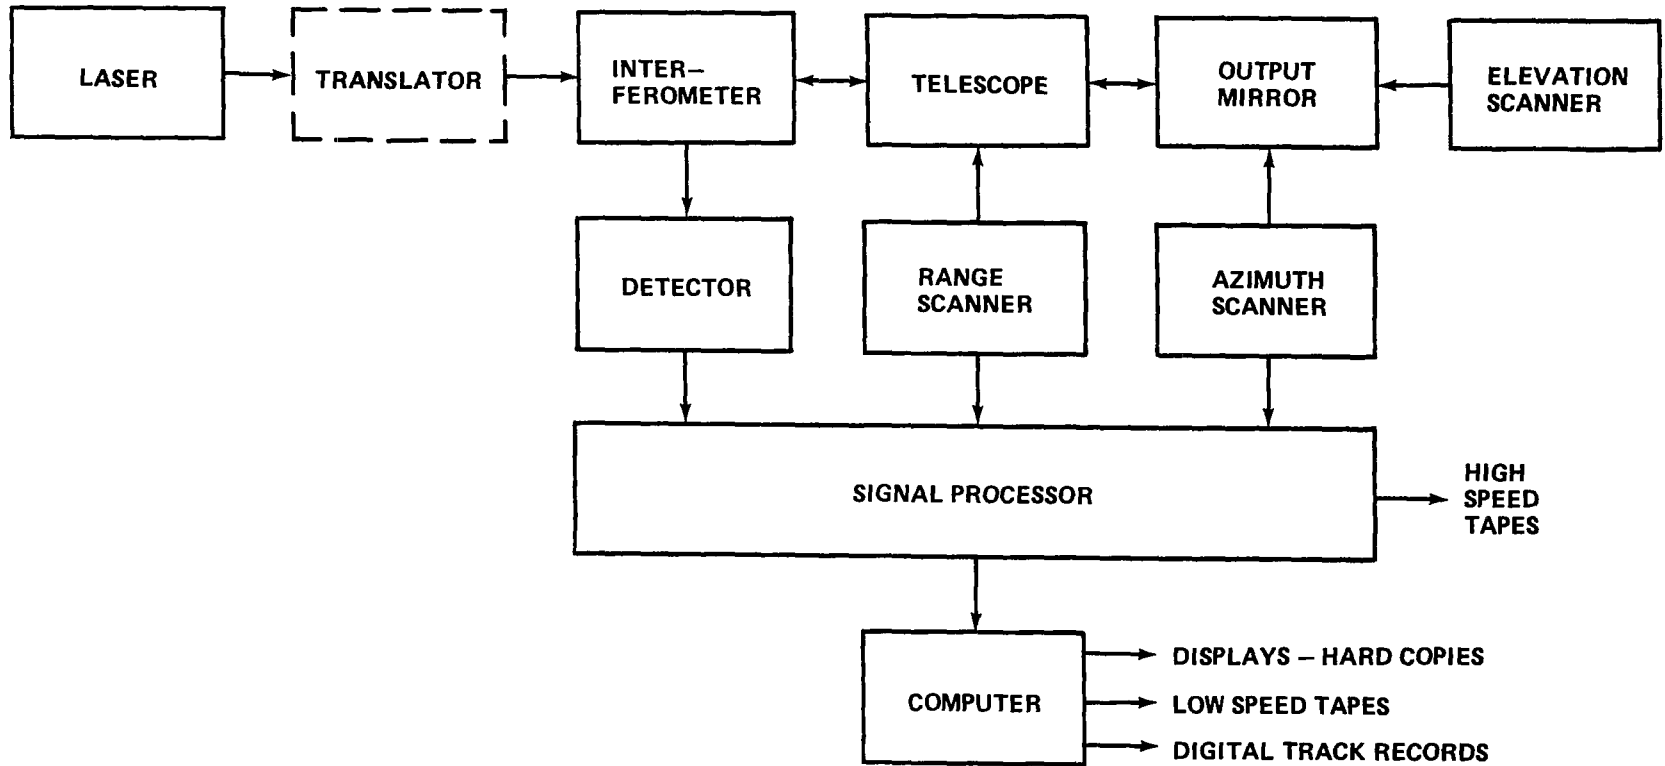 LASER
TRANSLATOR
INTER–
FEROMETER
TELESCOPE
OUTPUT
MIRROR
ELEVATION
SCANNER
DETECTOR
RANGE
SCANNER
AZIMUTH
SCANNER
SIGNAL PROCESSOR
HIGH
SPEED
TAPES
COMPUTER
DISPLAYS – HARD COPIES
LOW SPEED TAPES
DIGITAL TRACK RECORDS